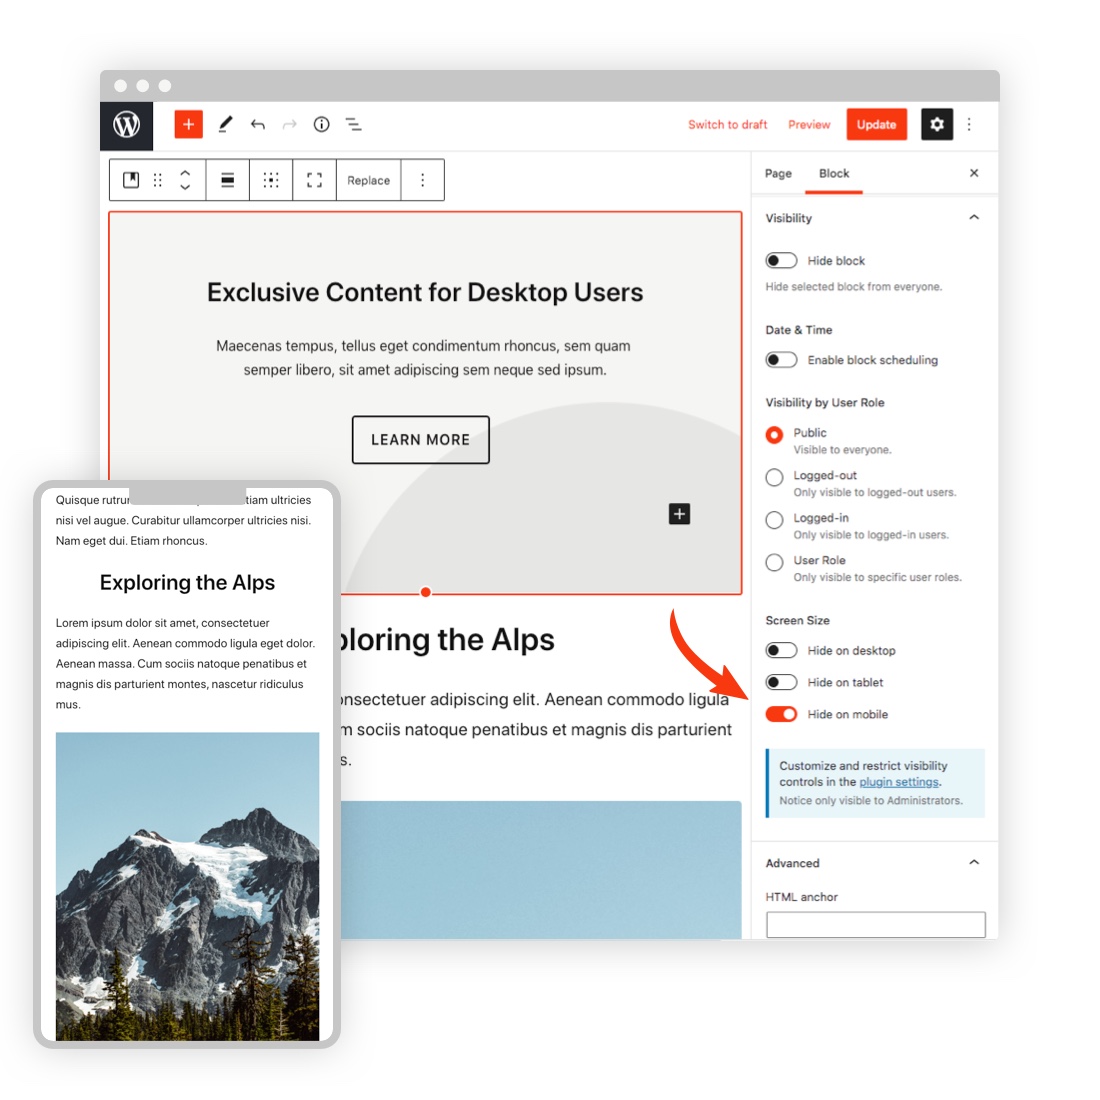 Switch to draft
Preview
Update
Replace
Page
Block
Exclusive Content for Desktop Users
Maecenas tempus, tellus eget condimentum rhoncus, sem quam
semper libero, sit amet adipiscing sem neque sed ipsum.
LEARN MORE
ploring the Alps
onsectetuer adipiscing elit. Aenean commodo ligula
m sociis natoque penatibus et magnis dis parturient
s.
Visibility
Hide block
Hide selected block from everyone.
Date & Time
Enable block scheduling
Visibility by User Role
Public
Visible to everyone.
Logged-out
Only visible to logged-out users.
Logged-in
Only visible to logged-in users.
User Role
Only visible to specific user roles.
Screen Size
Hide on desktop
Hide on tablet
Hide on mobile
Customize and restrict visibility
controls in the plugin settings.
Notice only visible to Administrators.
Advanced
HTML anchor
Quisque rutrum tiam ultricies
nisi vel augue. Curabitur ullamcorper ultricies nisi.
Nam eget dui. Etiam rhoncus.
Exploring the Alps
Lorem ipsum dolor sit amet, consectetuer
adipiscing elit. Aenean commodo ligula eget dolor.
Aenean massa. Cum sociis natoque penatibus et
magnis dis parturient montes, nascetur ridiculus
mus.